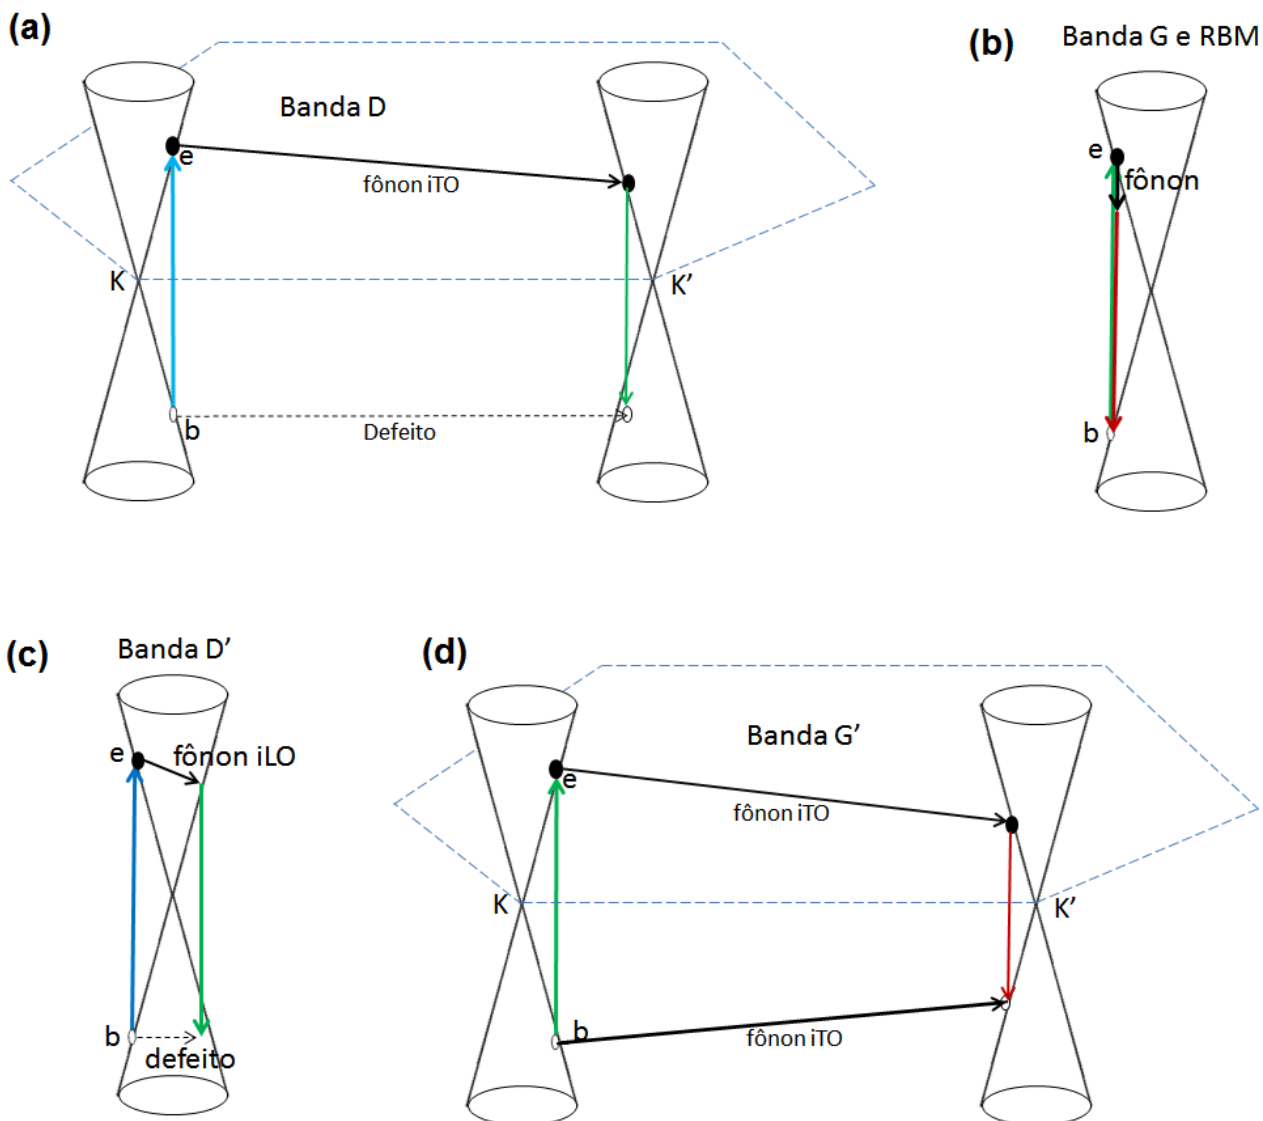 (a)
Banda D
e
fônon iTO
K
K’
b
Defeito
(b)
Banda G e RBM
e
fônon
b
(c)
Banda D’
e
fônon iLO
b
defeito
(d)
Banda G’
e
fônon iTO
K
K’
b
fônon iTO